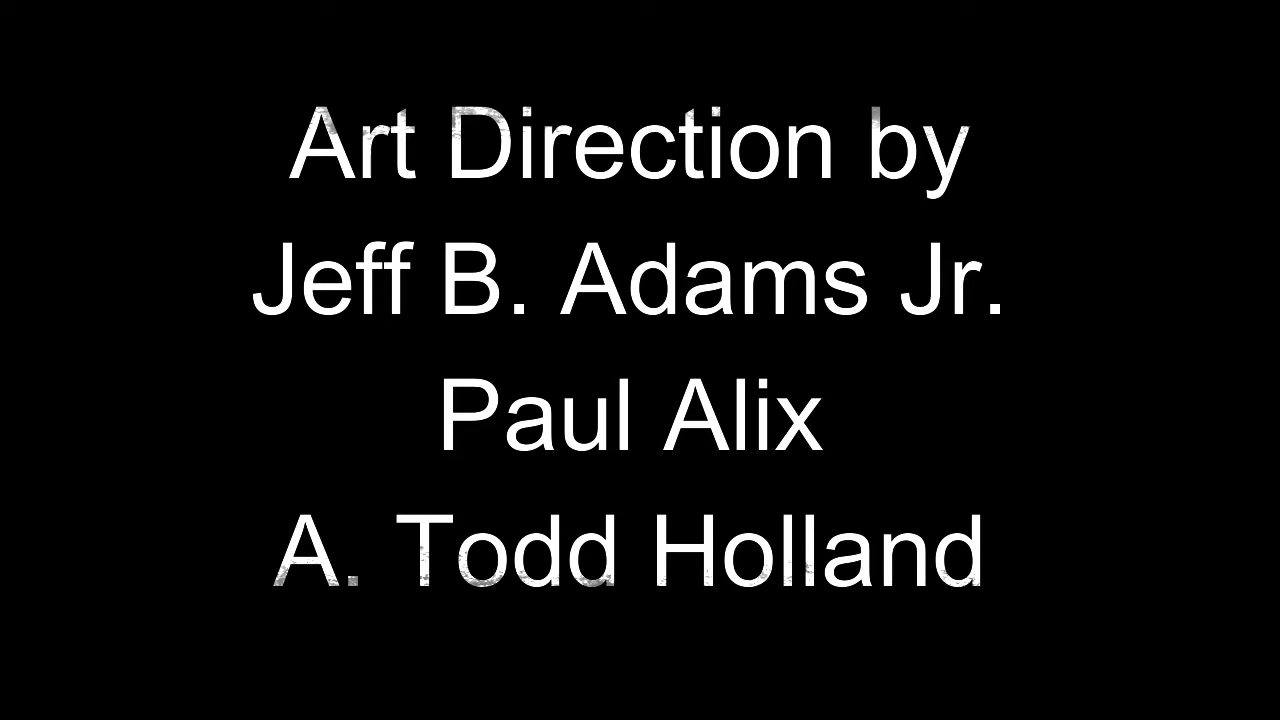 Art Direction by
Jeff B. Adams Jr.
Paul Alix
A. Todd Holland